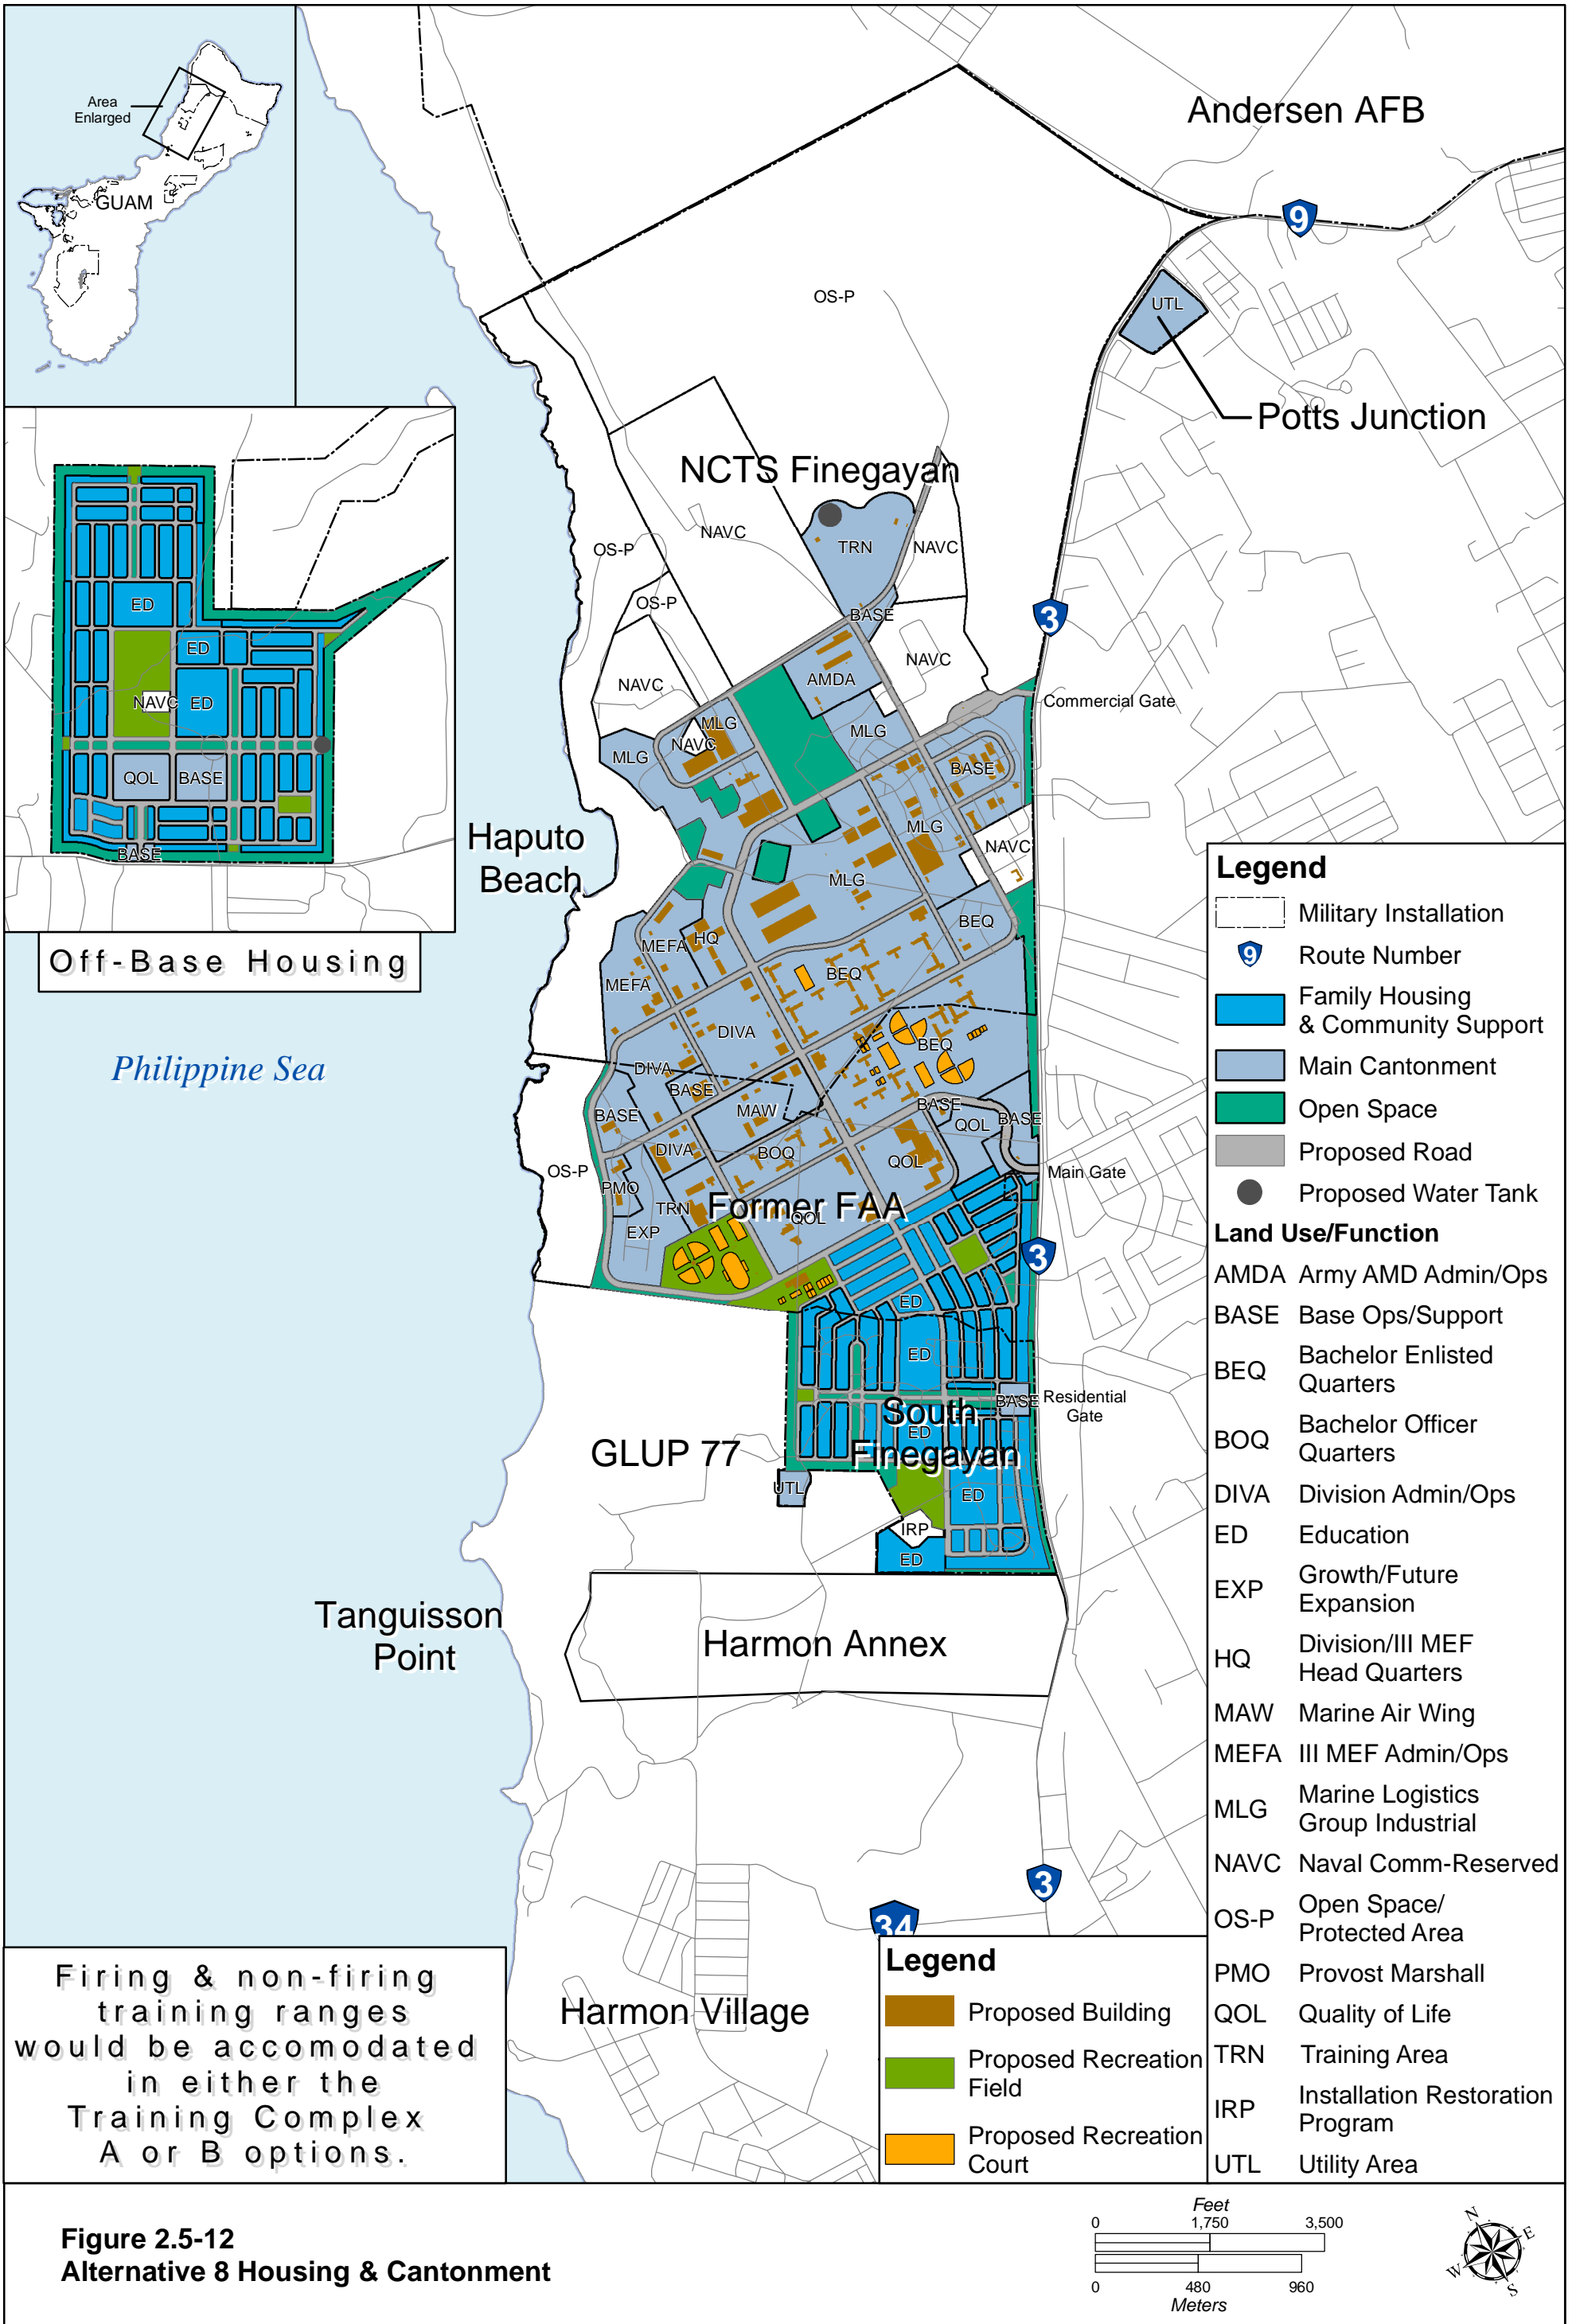 Area
Enlarged
GUAM
Andersen AFB
9
OS-P
UTL
Potts Junction
NCTS Finegayan
NAVC
TRN
NAVC
OS-P
OS-P
BASE
3
NAVC
NAVC
AMDA
Commercial Gate
MLG
NAVC
MLG
MLG
BASE
MLG
NAVC
MLG
Haputo
Beach
BEQ
MEFA
HQ
BEQ
MEFA
DIVA
BEQ
DIVA
BASE
MAW
BASE
BASE
QOL
BASE
DIVA
BOQ
QOL
Main Gate
OS-P
PMO
TRN
Former FAA
QOL
EXP
3
ED
ED
BASE
Residential
Gate
South
Finegayan
ED
GLUP 77
UTL
ED
IRP
ED
Tanguisson
Point
Harmon Annex
3
34
Harmon Village
Philippine Sea
ED
ED
NAVC
ED
QOL
BASE
BASE
Off-Base Housing
Legend
Military Installation
9
Route Number
Family Housing
& Community Support
Main Cantonment
Open Space
Proposed Road
Proposed Water Tank
Land Use/Function
AMDA Army AMD Admin/Ops
BASE Base Ops/Support
BEQ Bachelor Enlisted
Quarters
BOQ Bachelor Officer
Quarters
DIVA Division Admin/Ops
ED Education
EXP Growth/Future
Expansion
HQ Division/III MEF
Head Quarters
MAW Marine Air Wing
MEFA III MEF Admin/Ops
MLG Marine Logistics
Group Industrial
NAVC Naval Comm-Reserved
OS-P Open Space/
Protected Area
PMO Provost Marshall
QOL Quality of Life
TRN Training Area
IRP Installation Restoration
Program
UTL Utility Area
Legend
Proposed Building
Proposed Recreation
Field
Proposed Recreation
Court
Firing & non-firing
training ranges
would be accomodated
in either the
Training Complex
A or B options.
Figure 2.5-12
Alternative 8 Housing & Cantonment
Feet
0 1,750 3,500
0 480 960
Meters
N
E
W
S